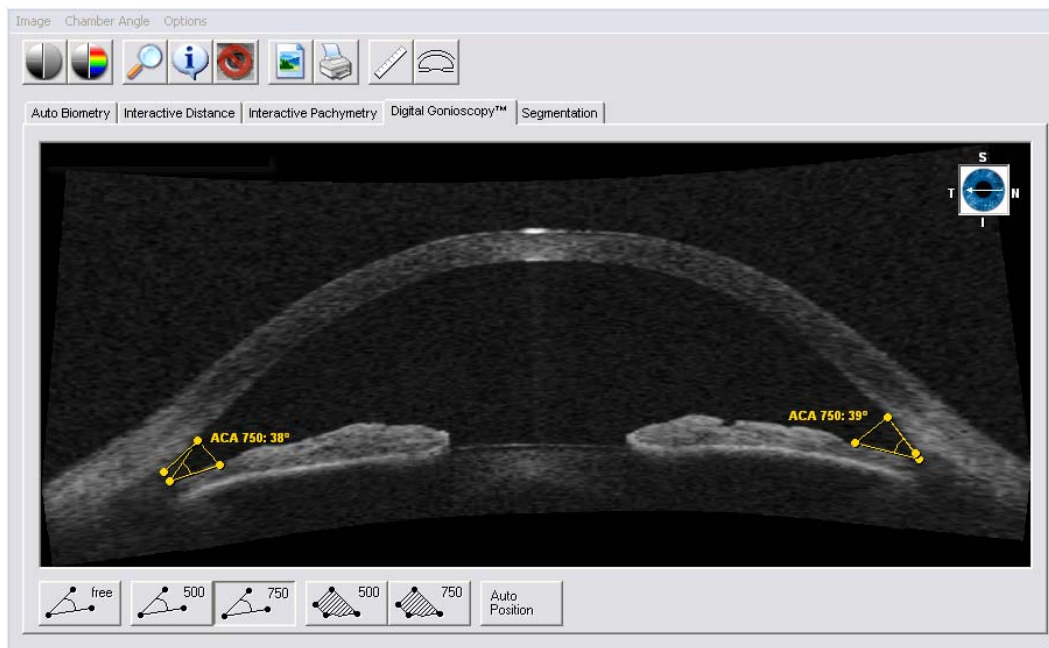 Image Chamber Angle Options
Auto Biometry Interactive Distance Interactive Pachymetry Digital Gonioscopy™ Segmentation
S
T N
I
ACA 750: 38°
ACA 750: 39°
free 500 750 500 750 Auto
Position